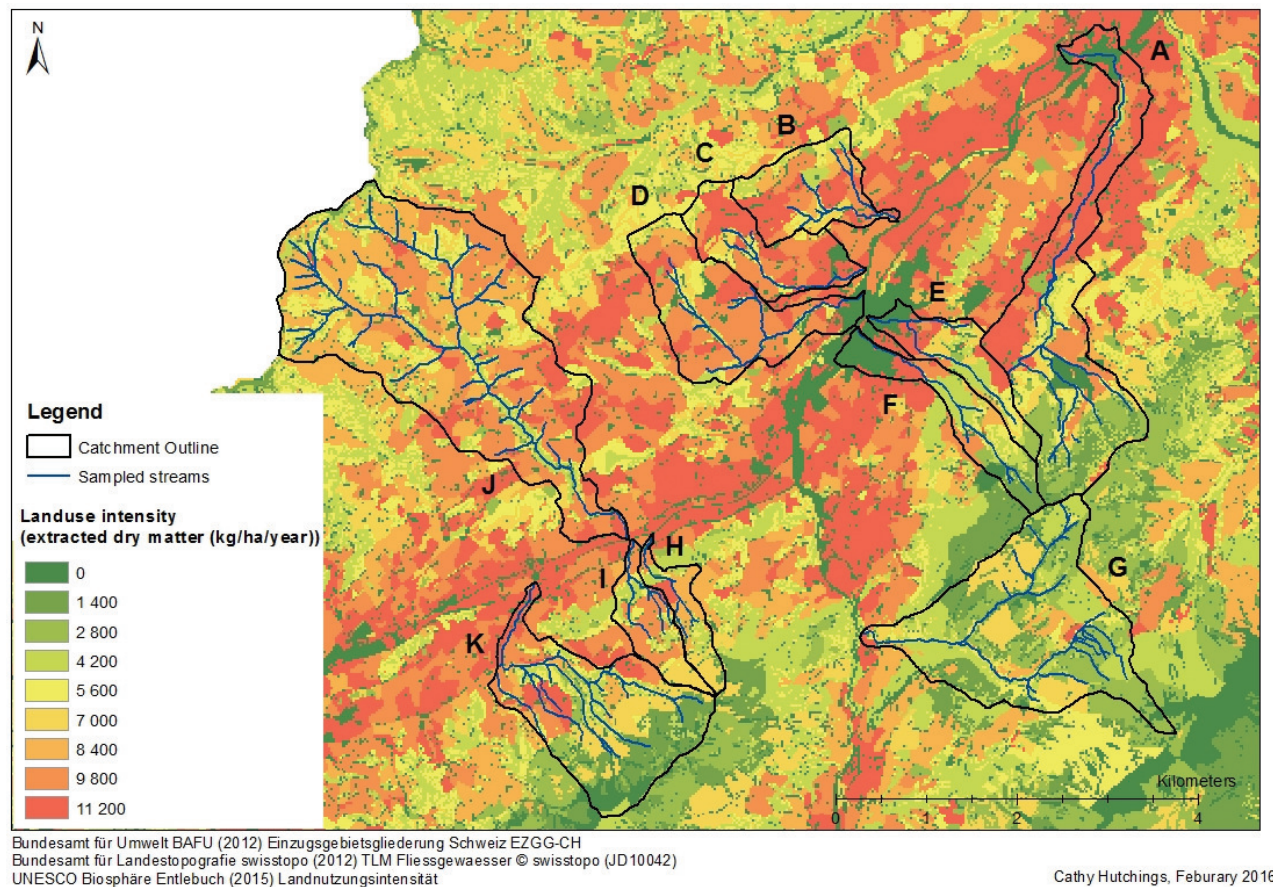 N
A
B
C
D
E
F
G
H
I
J
K
Legend
Catchment Outline
Sampled streams
Landuse intensity
(extracted dry matter (kg/ha/year))
0
1 400
2 800
4 200
5 600
7 000
8 400
9 800
11 200
Kilometers
0 1 2 4
Bundesamt für Umwelt BAFU (2012) Einzugsgebietsgliederung Schweiz EZGG-CH
Bundesamt für Landestopografie swisstopo (2012) TLM Fliessgewaesser © swisstopo (JD10042)
UNESCO Biosphäre Entlebuch (2015) Landnutzungsintensität
Cathy Hutchings, Feburary 2016